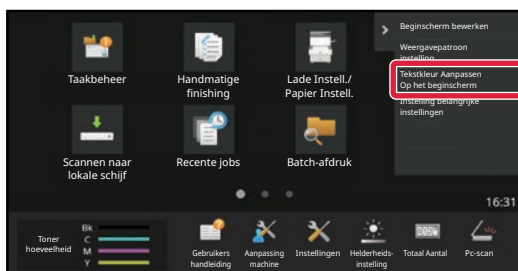 Beginscherm bewerken
Weergavepatroon
instelling
Tekstkleur Aanpassen
Op het beginscherm
Instelling belangrijke
instellingen
Taakbeheer
Handmatige
finishing
Lade Instell./
Papier Instell.
Scannen naar
lokale schijf
Recente jobs
Batch-afdruk
16:31
Toner
hoeveelheid
Bk
C
M
Y
Gebruikers
handleiding
Aanpassing
machine
Instellingen
Helderheids-
instelling
Totaal Aantal
Pc-scan